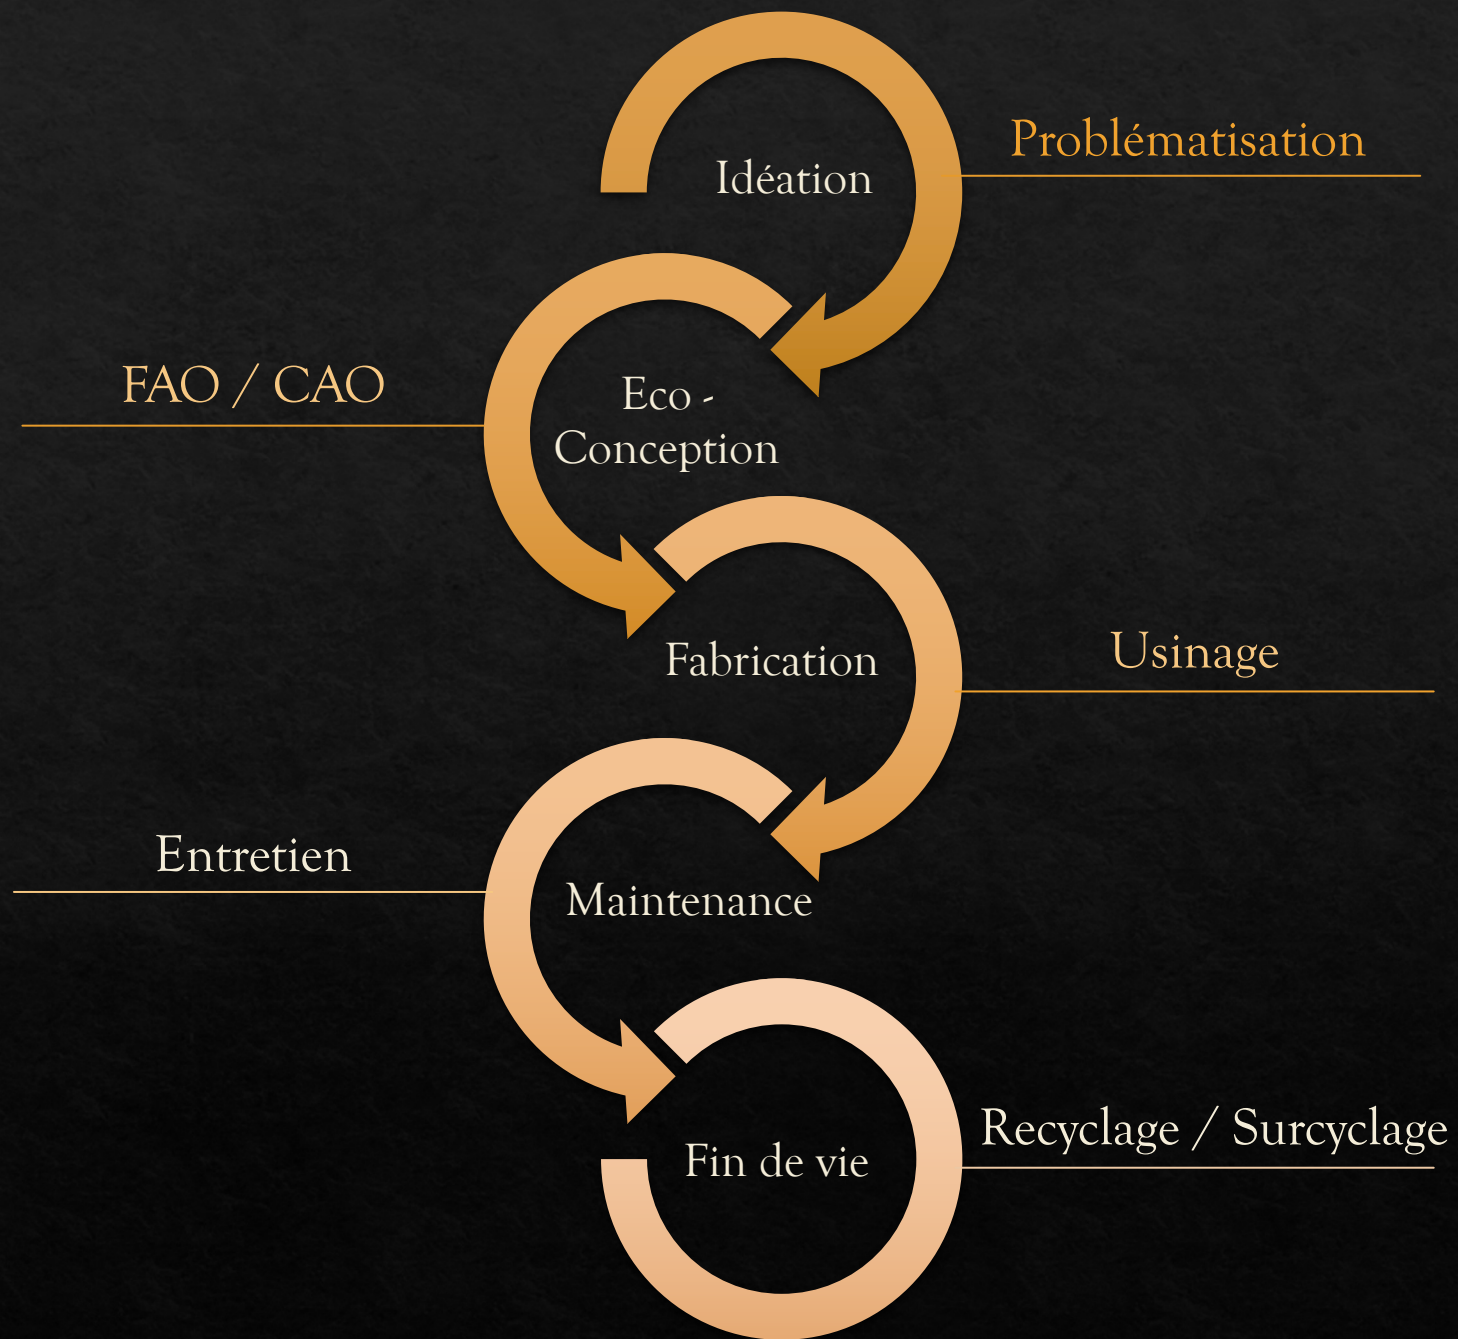 Problématisation
Idéation
FAO / CAO
Eco -
Conception
Usinage
Fabrication
Entretien
Maintenance
Recyclage / Surcyclage
Fin de vie